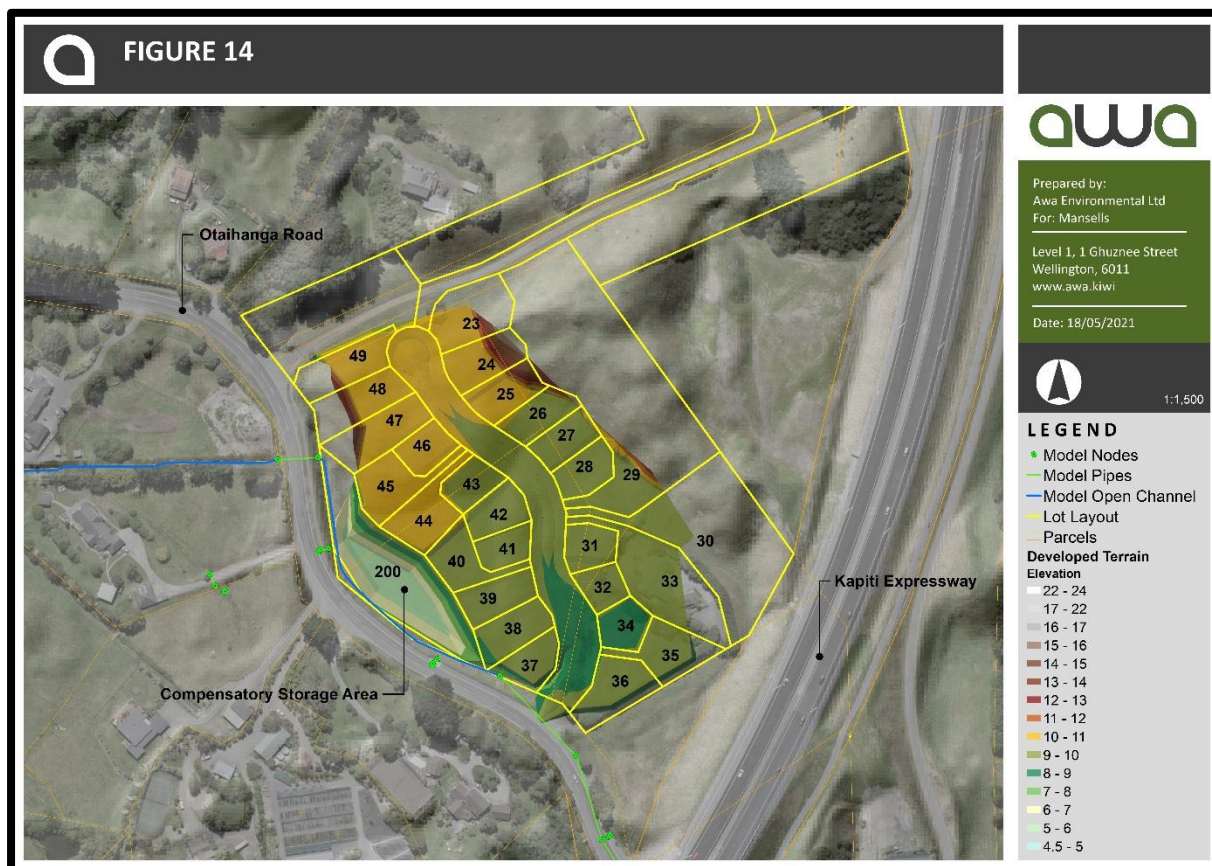 FIGURE 14
Otaihanga Road
23
49
24
48
25
26
47
27
46
28
29
45
43
42
44
31
30
40
41
200
33
32
39
Kapiti Expressway
38
34
35
37
36
Compensatory Storage Area
awa
Prepared by:
Awa Environmental Ltd
For: Mansells
Level 1, 1 Ghuznee Street
Wellington, 6011
www.awa.kiwi
Date: 18/05/2021
1:1,500
LEGEND
Model Nodes
Model Pipes
Model Open Channel
Lot Layout
Parcels
Developed Terrain
Elevation
22 - 24
17 - 22
16 - 17
15 - 16
14 - 15
13 - 14
12 - 13
11 - 12
10 - 11
9 - 10
8 - 9
7 - 8
6 - 7
5 - 6
4.5 - 5